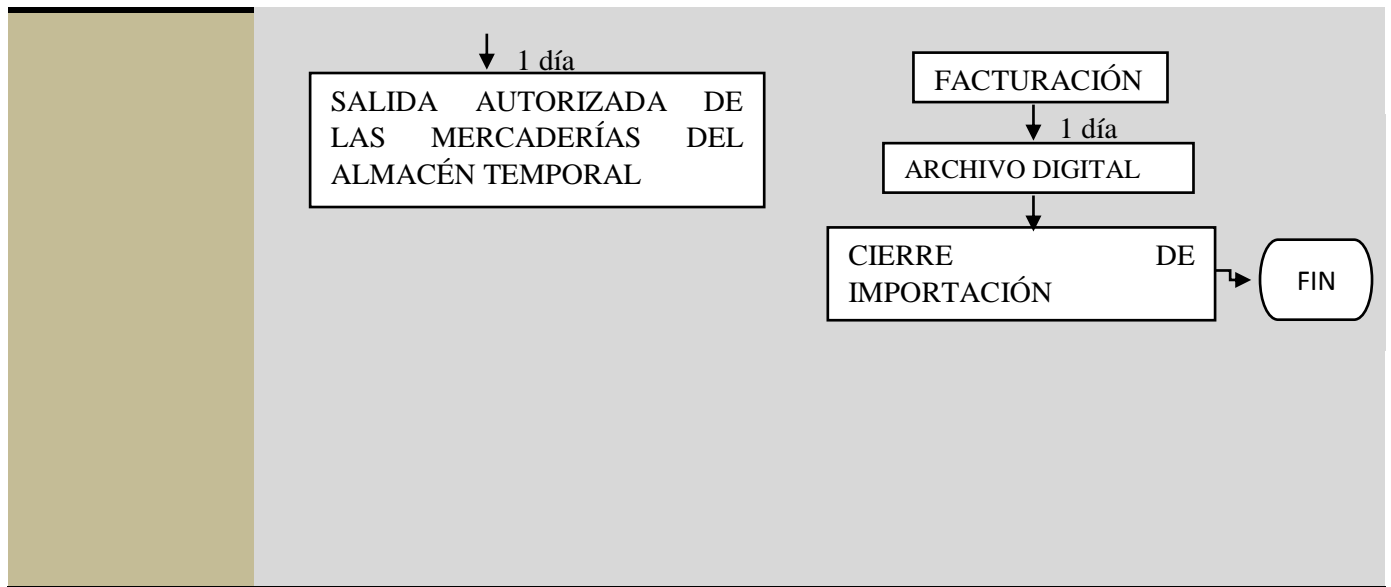 1 día
SALIDA AUTORIZADA DE
LAS MERCADERÍAS DEL
ALMACÉN TEMPORAL
FACTURACIÓN
1 día
ARCHIVO DIGITAL
CIERRE DE
IMPORTACIÓN
FIN